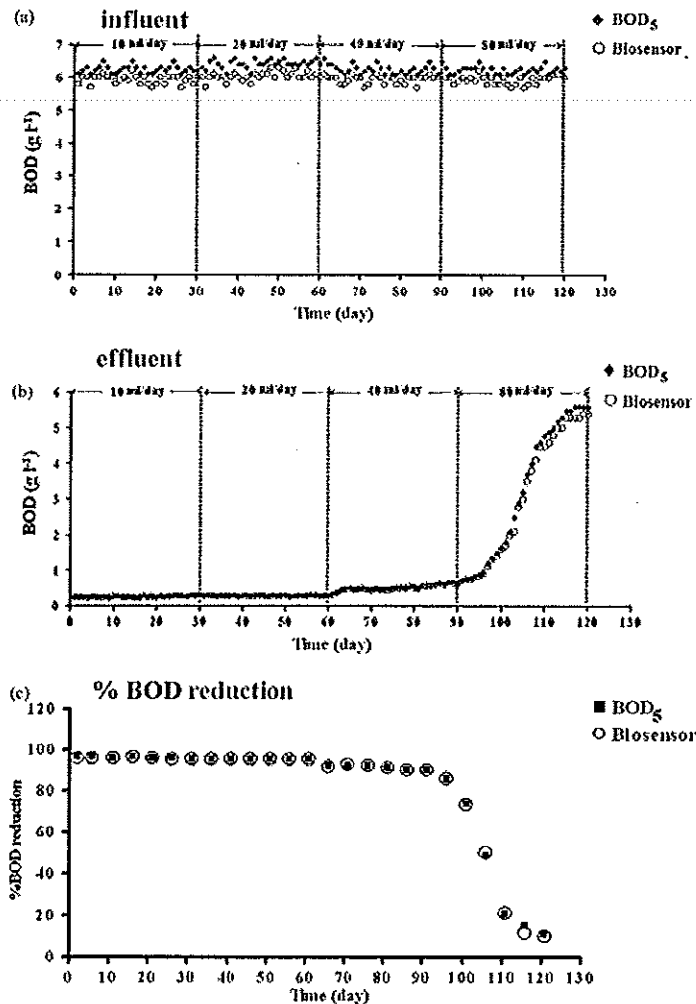 (a) influent
BOD₅
Biosensor
10 ml/day 20 ml/day 40 ml/day 80 ml/day
BOD (g l⁻¹)
7
6
5
4
3
2
1
0
0 10 20 30 40 50 60 70 80 90 100 110 120 130
Time (day)
effluent
(b)
BOD₅
Biosensor
10 ml/day 20 ml/day 40 ml/day 80 ml/day
BOD (g l⁻¹)
6
5
4
3
2
1
0
0 10 20 30 40 50 60 70 80 90 100 110 120 130
Time (day)
(c) % BOD reduction
BOD₅
Biosensor
%BOD reduction
120
100
80
60
40
20
0
0 10 20 30 40 50 60 70 80 90 100 110 120 130
Time (day)